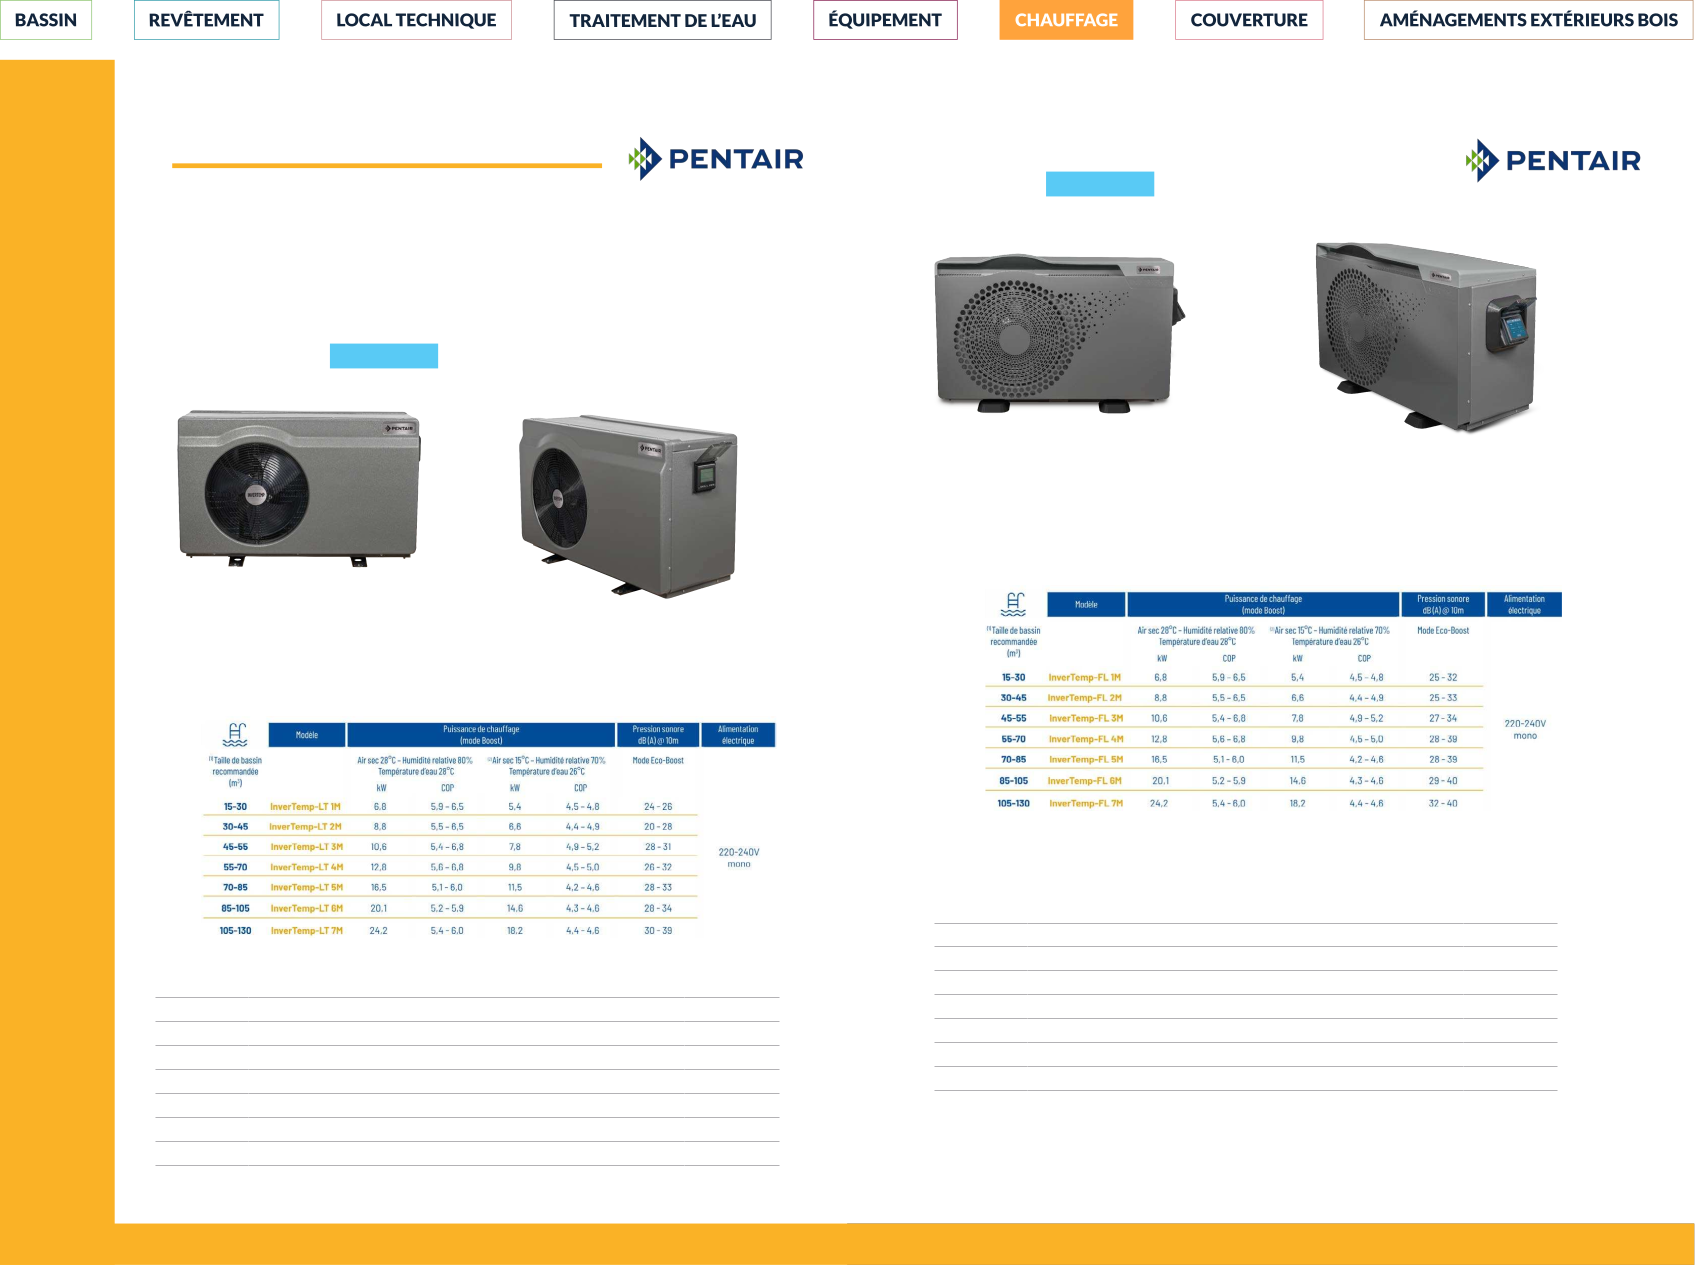 BASSIN REVÊTEMENT LOCAL TECHNIQUE TRAITEMENT DE L'EAU ÉQUIPEMENT CHAUFFAGE COUVERTURE AMÉNAGEMENTS EXTÉRIEURS BOIS
PENTAIR
PENTAIR
INVERTEMP
PENTAIR
Modèle Puissance de chauffage Pression sonore Alimentation
(mode Boost) dB(A) @ 10m électrique
(1) Taille de bassin Air sec 28°C – Humidité relative 80% (2)Air sec 15°C – Humidité relative 70% Mode Eco-Boost
recommandée Température d'eau 28°C Température d'eau 26°C
(m³) kW COP kW COP
15-30 InverTemp-LT 1M 6,8 5,9 – 6,5 5,4 4,5 – 4,8 24 - 26
30-45 InverTemp-LT 2M 8,8 5,5 – 6,5 6,6 4,4 – 4,9 20 - 28
45-55 InverTemp-LT 3M 10,6 5,4 – 6,8 7,8 4,9 – 5,2 28 - 31
55-70 InverTemp-LT 4M 12,8 5,6 – 6,8 9,8 4,5 – 5,0 26 - 32
70-85 InverTemp-LT 5M 16,5 5,1 - 6,0 11,5 4,2 – 4,6 28 - 33
85-105 InverTemp-LT 6M 20,1 5,2 – 5,9 14,6 4,3 – 4,6 28 - 34
105-130 InverTemp-LT 7M 24,2 5,4 - 6,0 18,2 4,4 - 4,6 30 - 39
220-240V
mono
PENTAIR
PENTAIR
PENTAIR
Modèle Puissance de chauffage Pression sonore Alimentation
(mode Boost) dB(A) @ 10m électrique
(1) Taille de bassin Air sec 28°C – Humidité relative 80% (2)Air sec 15°C – Humidité relative 70% Mode Eco-Boost
recommandée Température d'eau 28°C Température d'eau 26°C
(m³) kW COP kW COP
15-30 InverTemp-FL 1M 6,8 5,9 - 6,5 5,4 4,5 – 4,8 25 - 32
30-45 InverTemp-FL 2M 8,8 5,5 – 6,5 6,6 4,4 – 4,9 25 - 33
45-55 InverTemp-FL 3M 10,6 5,4 – 6,8 7,8 4,9 – 5,2 27 - 34
55-70 InverTemp-FL 4M 12,8 5,6 – 6,8 9,8 4,5 – 5,0 28 - 39
70-85 InverTemp-FL 5M 16,5 5,1 - 6,0 11,5 4,2 – 4,6 28 - 39
85-105 InverTemp-FL 6M 20,1 5,2 – 5,9 14,6 4,3 – 4,6 29 - 40
105-130 InverTemp-FL 7M 24,2 5,4 - 6,0 18,2 4,4 - 4,6 32 - 40
220-240V
mono